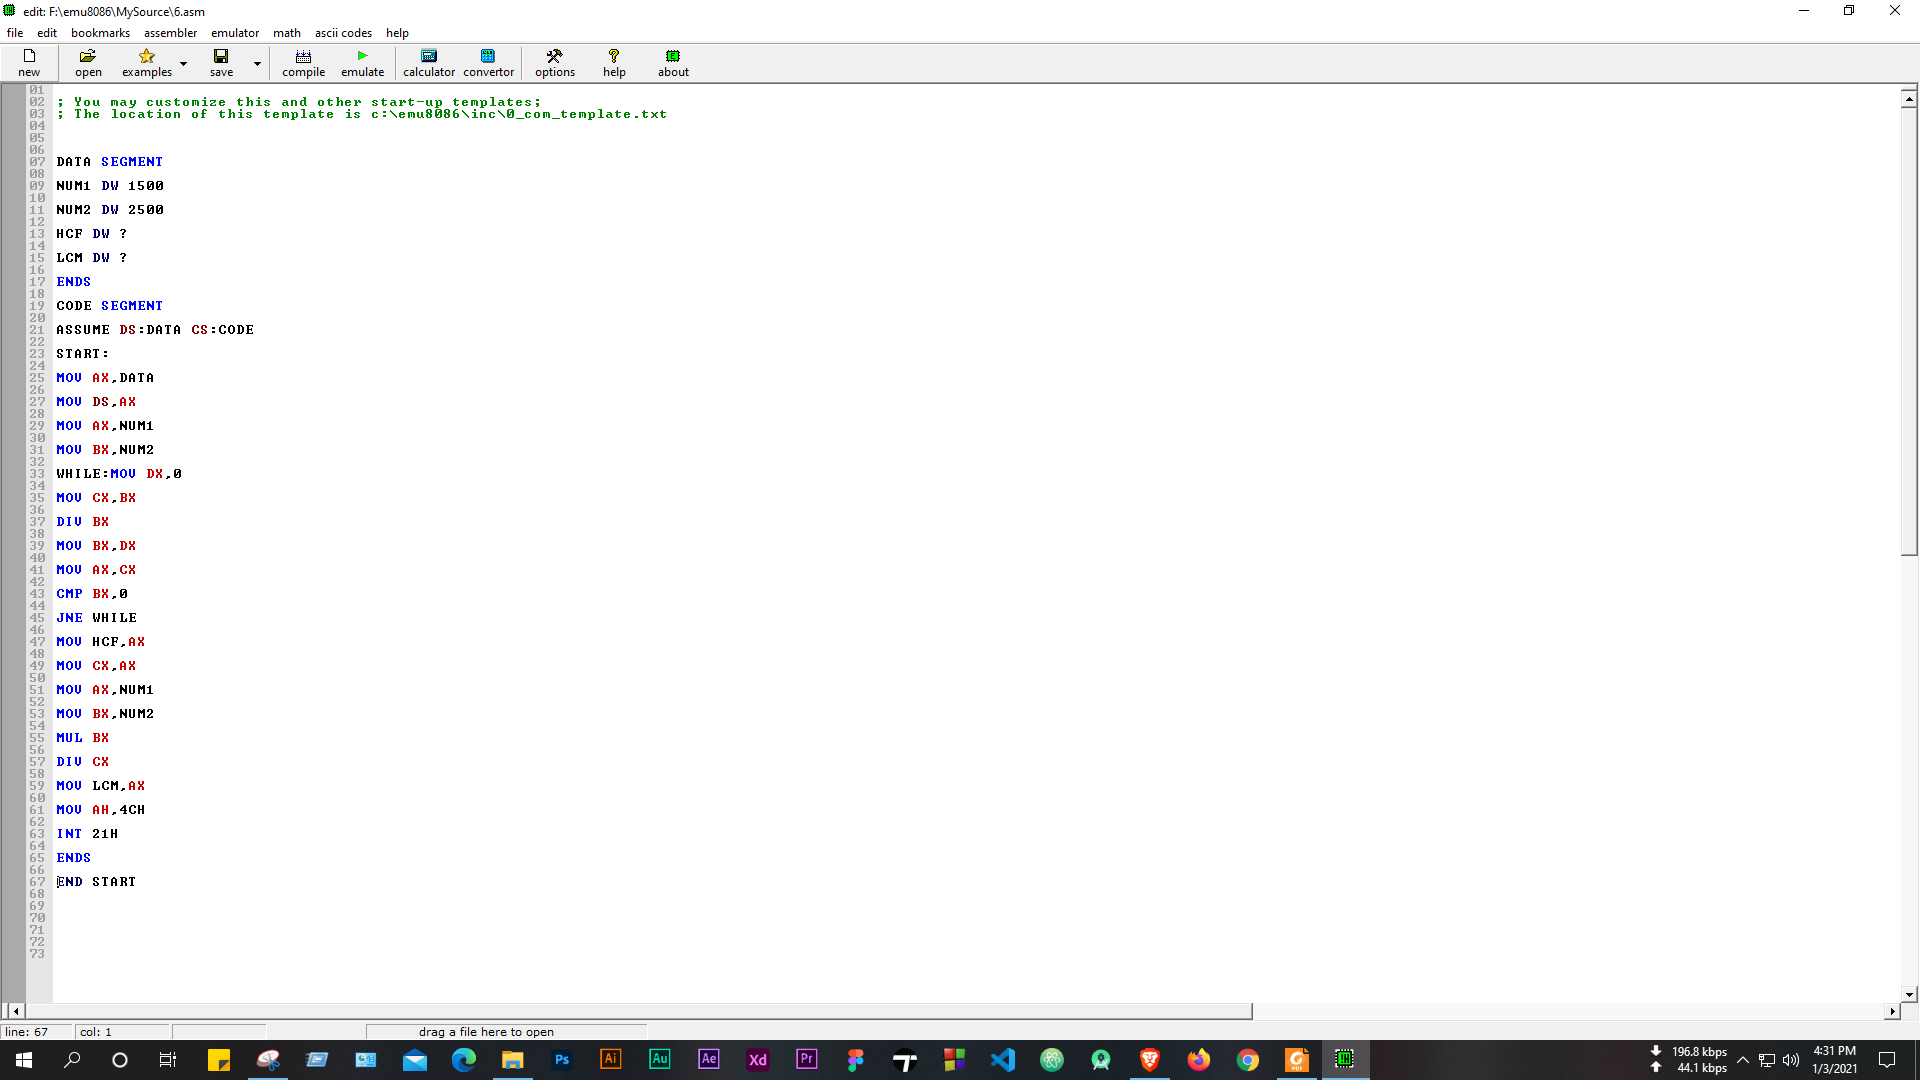 edit: F:\emu8086\MySource\6.asm
file edit bookmarks assembler emulator math ascii codes help
new open examples save compile emulate calculator convertor options help about
01
02 ; You may customize this and other start-up templates;
03 ; The location of this template is c:\emu8086\inc\0_com_template.txt
04
05
06
07 DATA SEGMENT
08
09 NUM1 DW 1500
10
11 NUM2 DW 2500
12
13 HCF DW ?
14
15 LCM DW ?
16
17 ENDS
18
19 CODE SEGMENT
20
21 ASSUME DS:DATA CS:CODE
22
23 START:
24
25 MOV AX,DATA
26
27 MOV DS,AX
28
29 MOV AX,NUM1
30
31 MOV BX,NUM2
32
33 WHILE:MOV DX,0
34
35 MOV CX,BX
36
37 DIV BX
38
39 MOV BX,DX
40
41 MOV AX,CX
42
43 CMP BX,0
44
45 JNE WHILE
46
47 MOV HCF,AX
48
49 MOV CX,AX
50
51 MOV AX,NUM1
52
53 MOV BX,NUM2
54
55 MUL BX
56
57 DIV CX
58
59 MOV LCM,AX
60
61 MOV AH,4CH
62
63 INT 21H
64
65 ENDS
66
67 END START
68
69
70
71
72
73
line: 67 col: 1 drag a file here to open
Ps Ai Au Ae Xd Pr
196.8 kbps 4:31 PM
44.1 kbps 1/3/2021